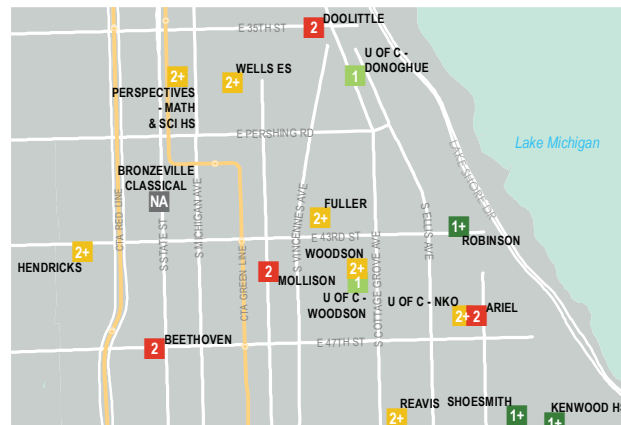 DOOLITTLE
E 35TH ST
2
U OF C -
DONOGHUE
1
WELLS ES
2+
2+
PERSPECTIVES
- MATH
& SCI HS
E PERSHING RD
Lake Michigan
LAKE SHORE DR
BRONZEVILLE
CLASSICAL
NA
CTA RED LINE
S STATE ST
S MICHIGAN AVE
CTA GREEN LINE
S VINCENNES AVE
S COTTAGE GROVE AVE
S ELLIS AVE
FULLER
2+
1+
ROBINSON
E 43RD ST
2+
HENDRICKS
WOODSON
2+
2
MOLLISON
1
U OF C -
WOODSON
U OF C - NKO
2+
2
ARIEL
BEETHOVEN
2
E 47TH ST
REAVIS
2+
SHOESMITH
1+
KENWOOD HS
1+